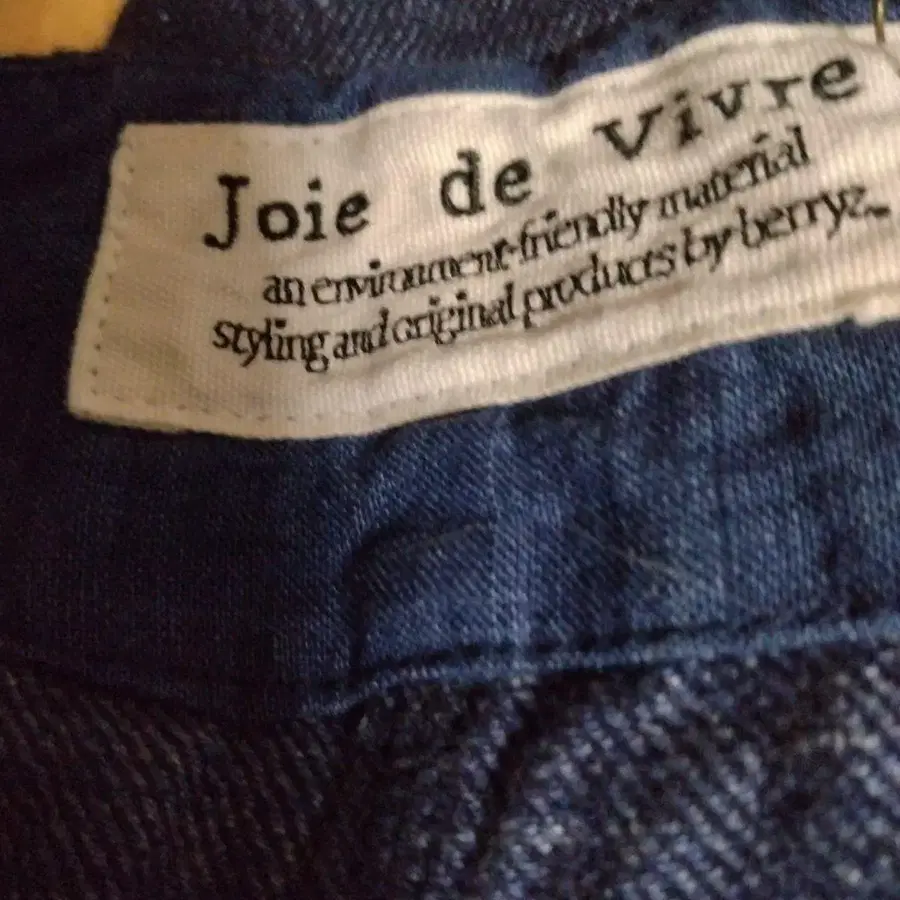 Joie de Vivre
an environment-friendly material
styling and original products by berryz..